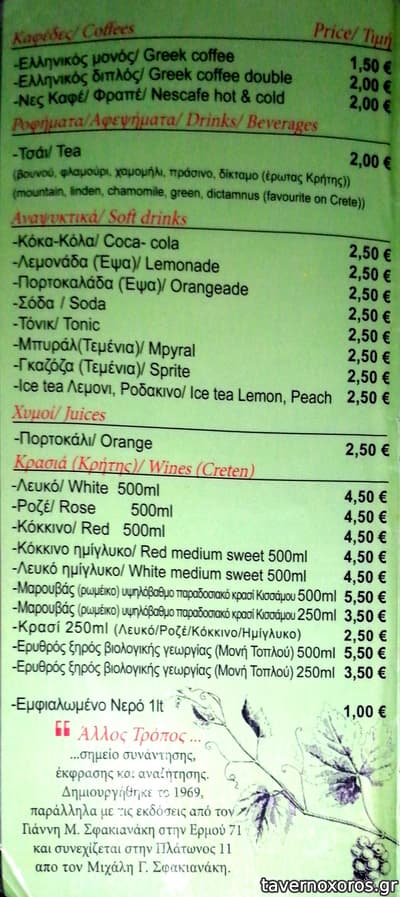 Καφέδες/ Coffees Price/ Τιμή
-Ελληνικός μονός/ Greek coffee 1,50 €
-Ελληνικός διπλός/ Greek coffee double 2,00 €
-Νες Καφέ/ Φραπέ/ Nescafe hot & cold 2,00 €
Ροφήματα/Αφεψήματα/ Drinks/ Beverages
-Τσάι/ Tea 2,00 €
(βουνού, φλαμούρι, χαμομήλι, πράσινο, δίκταμο (έρωτας Κρήτης))
(mountain, linden, chamomile, green, dictamnus (favourite on Crete))
Αναψυκτικά/ Soft drinks
-Κόκα-Κόλα/ Coca- cola 2,50 €
-Λεμονάδα (Έψα)/ Lemonade 2,50 €
-Πορτοκαλάδα (Έψα)/ Orangeade 2,50 €
-Σόδα / Soda 2,50 €
-Τόνικ/ Tonic 2,50 €
-Μπυράλ(Τεμένια)/ Mpyral 2,50 €
-Γκαζόζα (Τεμένια)/ Sprite 2,50 €
-Ice tea Λεμονι, Ροδακινο/ Ice tea Lemon, Peach 2,50 €
Χυμοί/ Juices
-Πορτοκάλι/ Orange 2,50 €
Κρασιά (Κρήτης)/ Wines (Creten)
-Λευκό/ White 500ml 4,50 €
-Ροζέ/ Rose 500ml 4,50 €
-Κόκκινο/ Red 500ml 4,50 €
-Κόκκινο ημίγλυκο/ Red medium sweet 500ml 4,50 €
-Λευκό ημίγλυκο/ White medium sweet 500ml 4,50 €
-Μαρουβάς (ρωμέικο) υψηλόβαθμο παραδοσιακό κρασί Κισσάμου 500ml 5,50 €
-Μαρουβάς (ρωμέικο) υψηλόβαθμο παραδοσιακό κρασί Κισσάμου 250ml 3,50 €
-Κρασί 250ml (Λευκό/Ροζέ/Κόκκινο/Ημίγλυκο) 2,50 €
-Ερυθρός ξηρός βιολογικής γεωργίας (Μονή Τοπλού) 500ml 5,50 €
-Ερυθρός ξηρός βιολογικής γεωργίας (Μονή Τοπλού) 250ml 3,50 €
-Εμφιαλωμένο Νερό 1lt 1,00 €
“ Άλλος Τρόπος ...
...σημείο συνάντησης,
έκφρασης και αναζήτησης.
Δημιουργήθηκε το 1969,
παράλληλα με τις εκδόσεις από τον
Γιάννη Μ. Σφακιανάκη στην Ερμού 71
και συνεχίζεται στην Πλάτωνος 11
απο τον Μιχάλη Γ. Σφακιανάκη.
tavernoxoros.gr